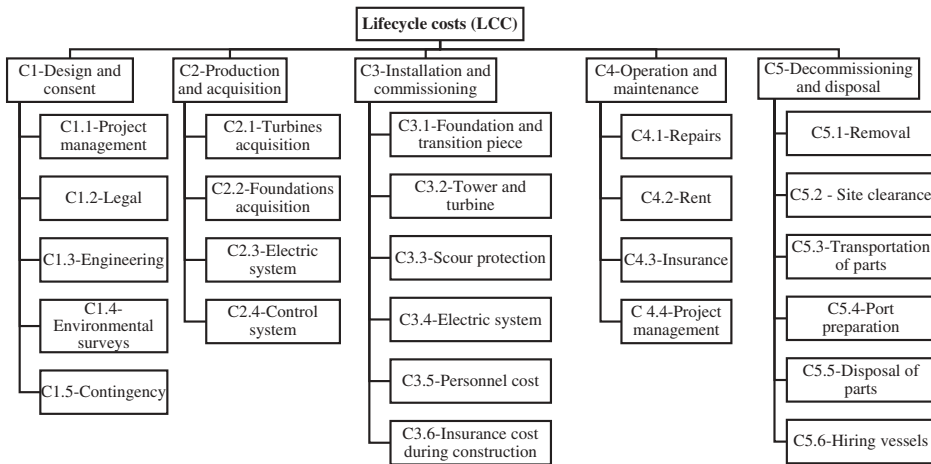 Lifecycle costs (LCC)
C1-Design and
consent
C1.1-Project
management
C1.2-Legal
C1.3-Engineering
C1.4-
Environmental
surveys
C1.5-Contingency
C2-Production
and acquisition
C2.1-Turbines
acquisition
C2.2-Foundations
acquisition
C2.3-Electric
system
C2.4-Control
system
C3-Installation and
commissioning
C3.1-Foundation and
transition piece
C3.2-Tower and
turbine
C3.3-Scour protection
C3.4-Electric system
C3.5-Personnel cost
C3.6-Insurance cost
during construction
C4-Operation and
maintenance
C4.1-Repairs
C4.2-Rent
C4.3-Insurance
C 4.4-Project
management
C5-Decommissioning
and disposal
C5.1-Removal
C5.2 - Site clearance
C5.3-Transportation
of parts
C5.4-Port
preparation
C5.5-Disposal of
parts
C5.6-Hiring vessels